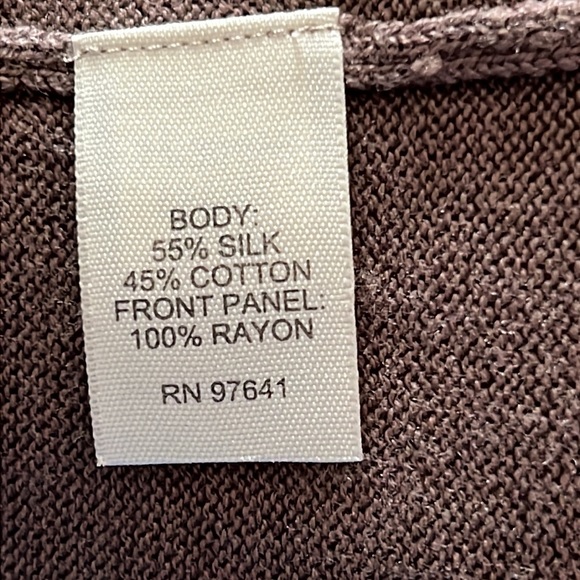 BODY:
55% SILK
45% COTTON
FRONT PANEL:
100% RAYON
RN 97641